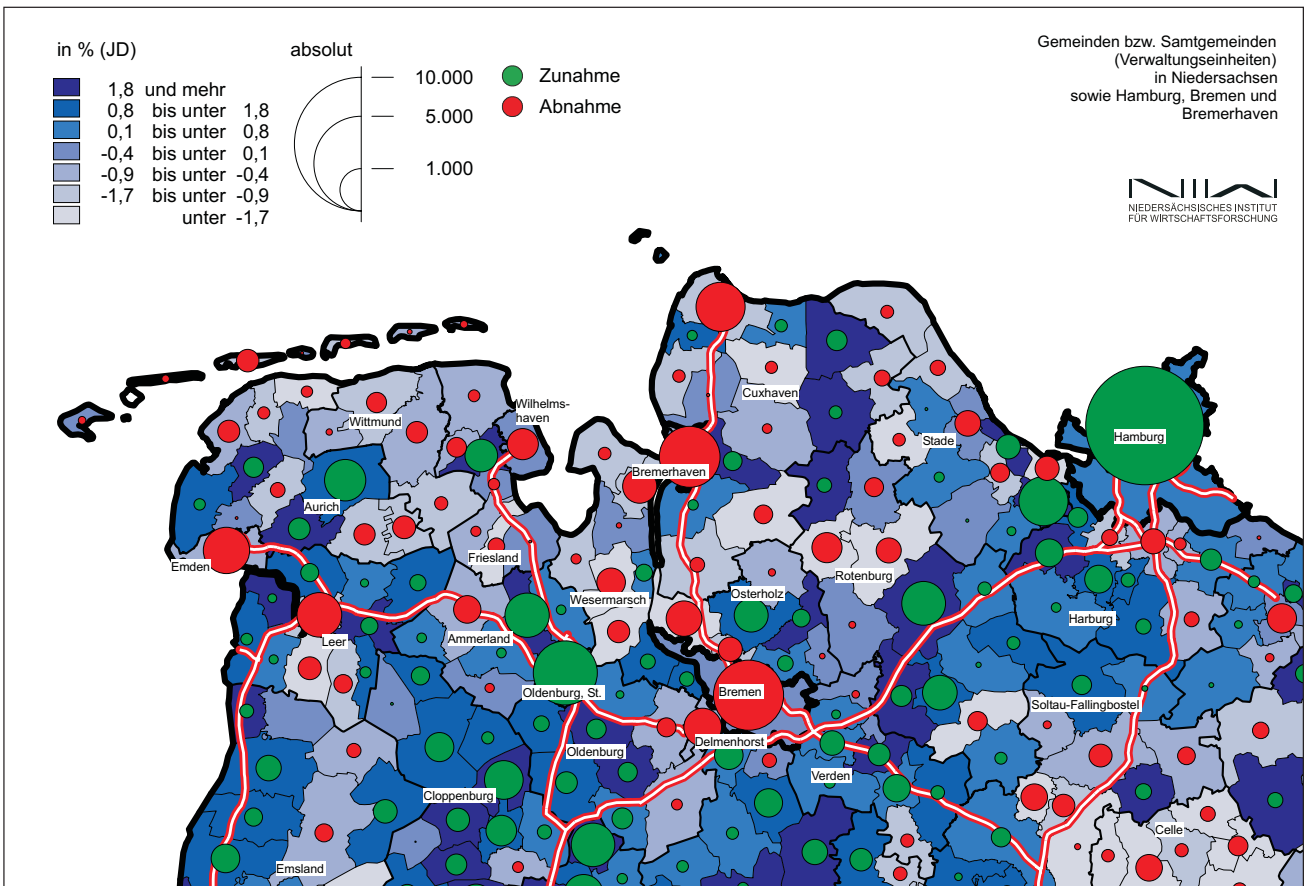 in % (JD)
1,8 und mehr
0,8 bis unter 1,8
0,1 bis unter 0,8
-0,4 bis unter 0,1
-0,9 bis unter -0,4
-1,7 bis unter -0,9
unter -1,7
absolut
10.000
5.000
1.000
Zunahme
Abnahme
Gemeinden bzw. Samtgemeinden
(Verwaltungseinheiten)
in Niedersachsen
sowie Hamburg, Bremen und
Bremerhaven
NIW
NIEDERSÄCHSISCHES INSTITUT
FÜR WIRTSCHAFTSFORSCHUNG
Cuxhaven
Wilhelms-
haven
Wittmund
Stade
Hamburg
Bremerhaven
Aurich
Friesland
Emden
Rotenburg
Osterholz
Wesermarsch
Harburg
Leer
Ammerland
Oldenburg, St.
Bremen
Soltau-Fallingbostel
Delmenhorst
Oldenburg
Verden
Cloppenburg
Celle
Emsland